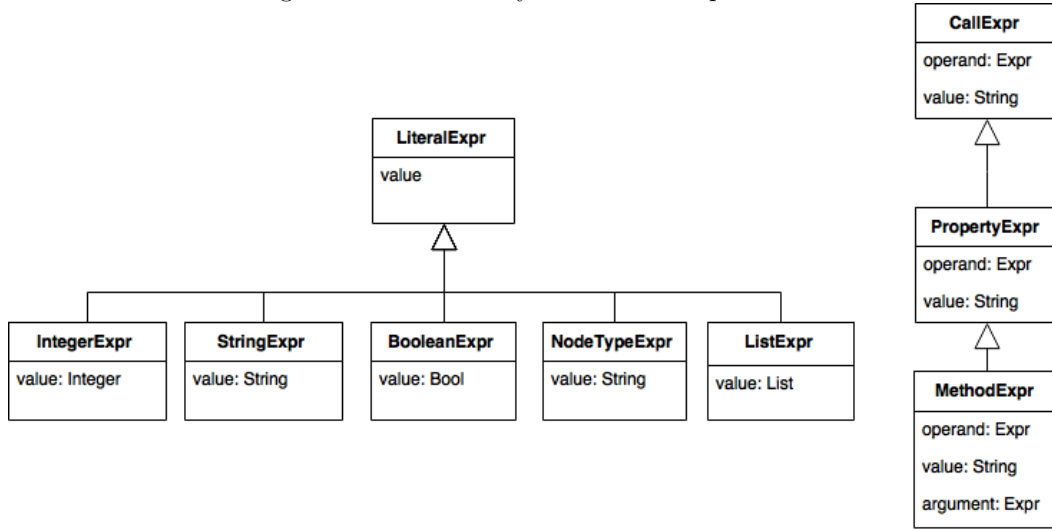 CallExpr
operand: Expr
value: String
LiteralExpr
value
PropertyExpr
operand: Expr
value: String
IntegerExpr
value: Integer
StringExpr
value: String
BooleanExpr
value: Bool
NodeTypeExpr
value: String
ListExpr
value: List
MethodExpr
operand: Expr
value: String
argument: Expr